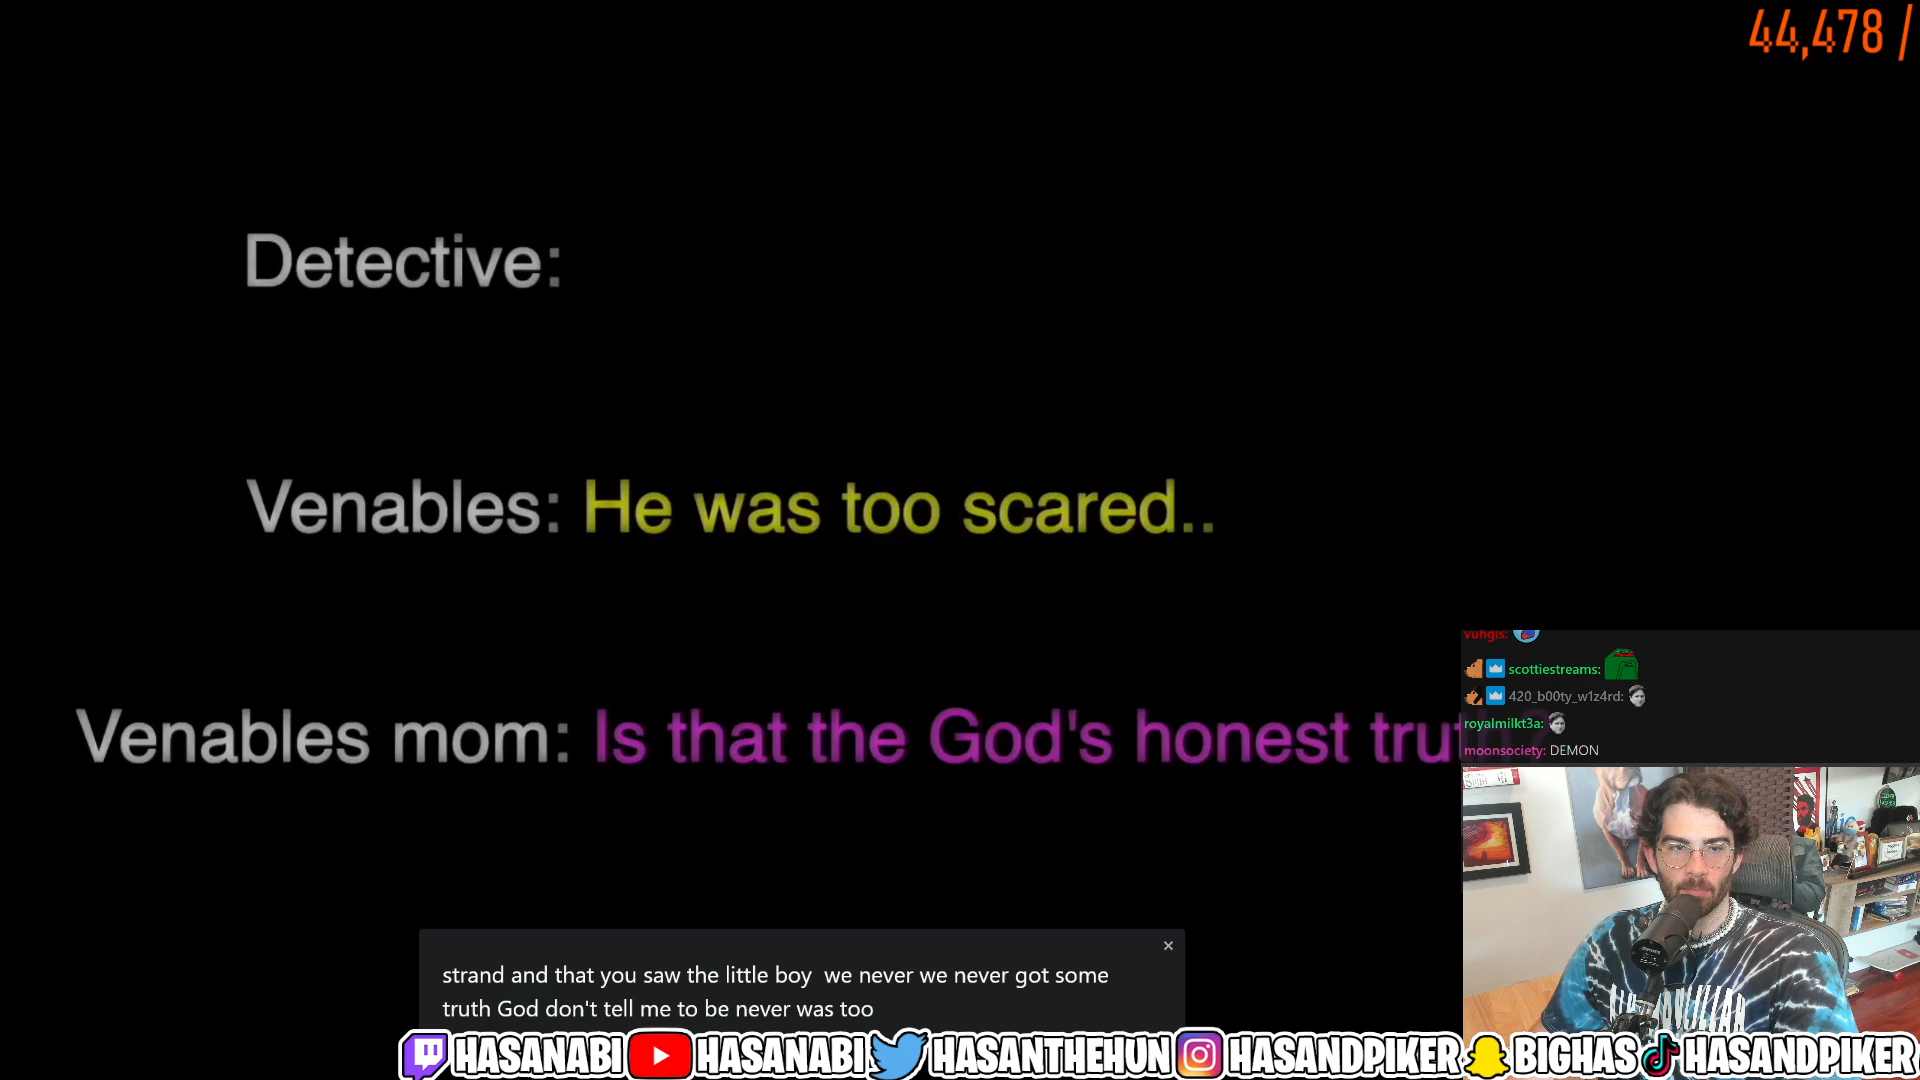 44,478 /
Detective:
Venables: He was too scared..
Venables mom: Is that the God's honest truth?
vufigis:
scottiestreams:
420_b00ty_w1z4rd:
royalmilkt3a:
moonsociety: DEMON
strand and that you saw the little boy we never we never got some
truth God don't tell me to be never was too
HASANABI HASANABI HASANTHEHUN HASANDPIKER BIGHAS HASANDPIKER